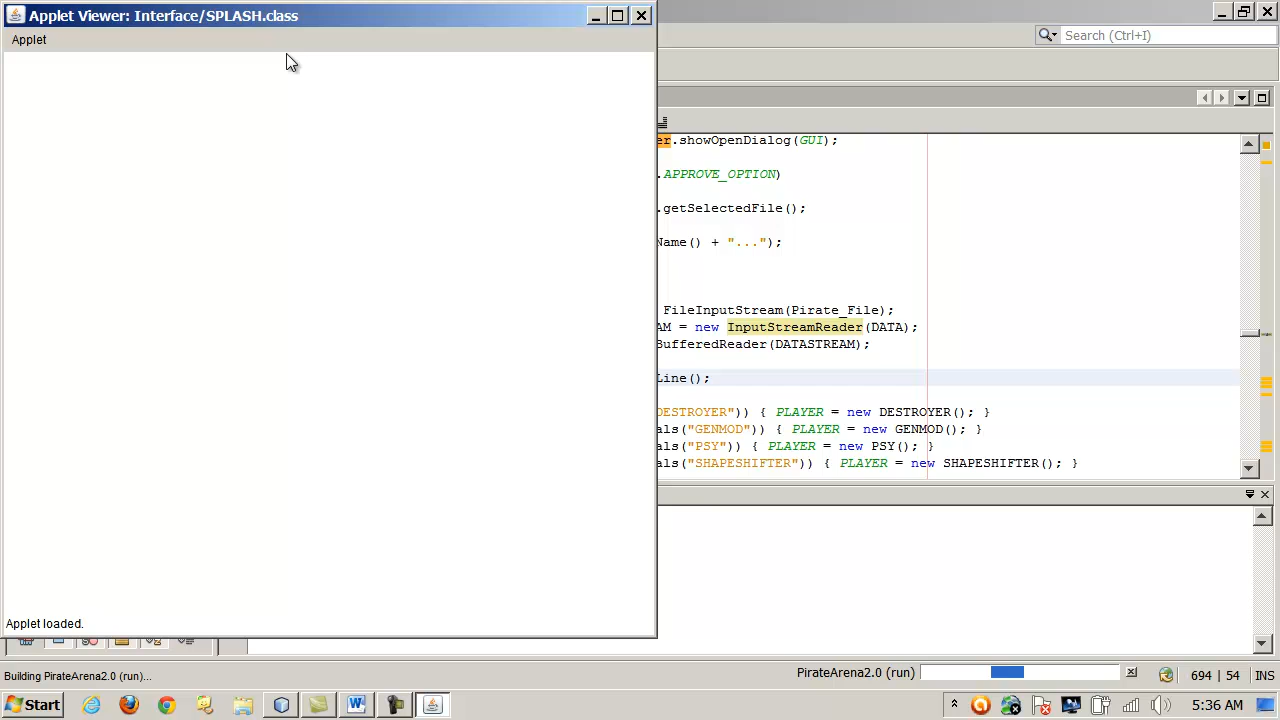 Applet Viewer: Interface/SPLASH.class
Applet
Search (Ctrl+I)
er.showOpenDialog(GUI);
.APPROVE_OPTION)
.getSelectedFile();
Name() + "...");
FileInputStream(Pirate_File);
AM = new InputStreamReader(DATA);
BufferedReader(DATASTREAM);
Line();
DESTROYER")) { PLAYER = new DESTROYER(); }
als("GENMOD")) { PLAYER = new GENMOD(); }
als("PSY")) { PLAYER = new PSY(); }
als("SHAPESHIFTER")) { PLAYER = new SHAPESHIFTER(); }
Applet loaded.
Building PirateArena2.0 (run)...
PirateArena2.0 (run)
694 | 54
INS
Start
5:36 AM